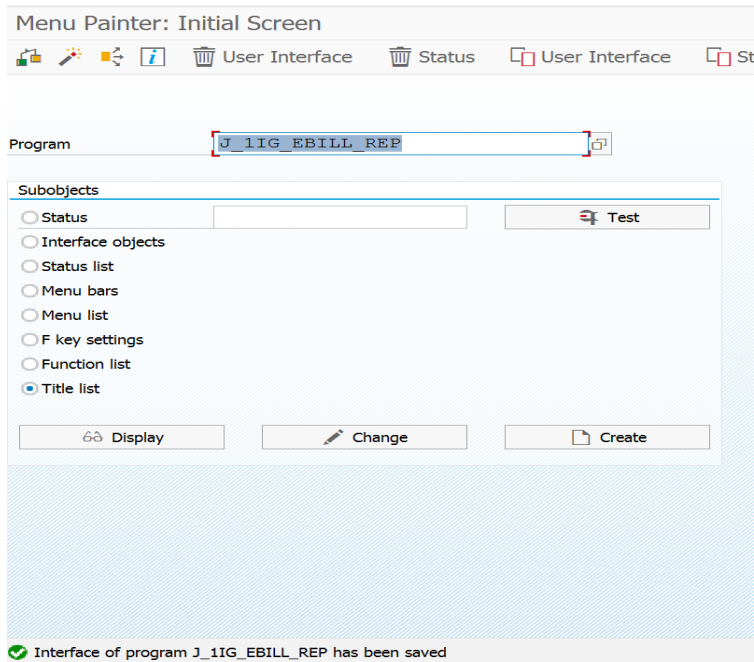 Menu Painter: Initial Screen
i User Interface Status User Interface St
Program J_1IG_EBILL_REP
Subobjects
Status Test
Interface objects
Status list
Menu bars
Menu list
F key settings
Function list
Title list
Display Change Create
Interface of program J_1IG_EBILL_REP has been saved